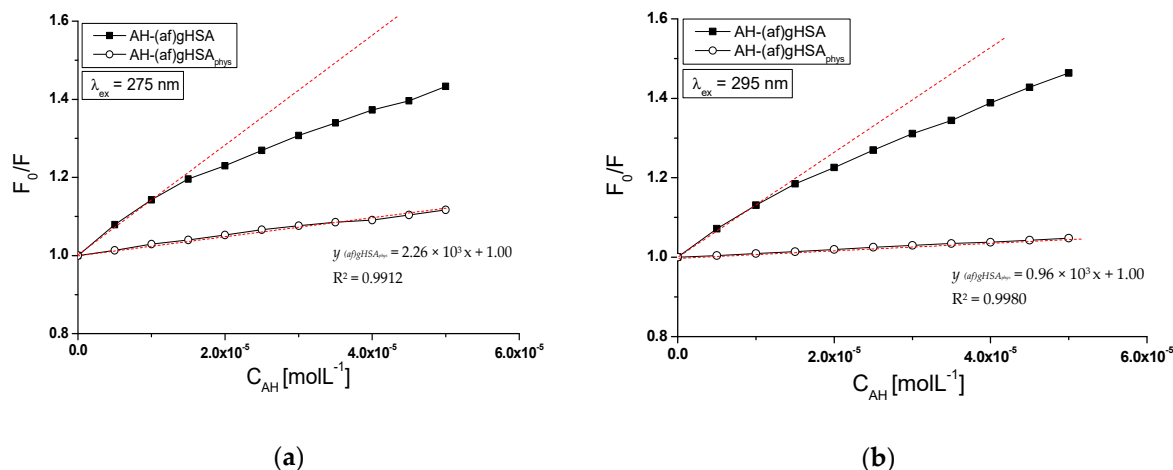 AH-(af)gHSA
AH-(af)gHSAphys
λex = 275 nm
F0/F
1.6
1.4
1.2
1.0
0.8
y (af)gHSAphys = 2.26 × 10³ x + 1.00
R² = 0.9912
0.0 2.0x10⁻⁵ 4.0x10⁻⁵ 6.0x10⁻⁵
CAH [molL⁻¹]
(a)
AH-(af)gHSA
AH-(af)gHSAphys
λex = 295 nm
F0/F
1.6
1.4
1.2
1.0
0.8
y (af)gHSAphys = 0.96 × 10³ x + 1.00
R² = 0.9980
0.0 2.0x10⁻⁵ 4.0x10⁻⁵ 6.0x10⁻⁵
CAH [molL⁻¹]
(b)